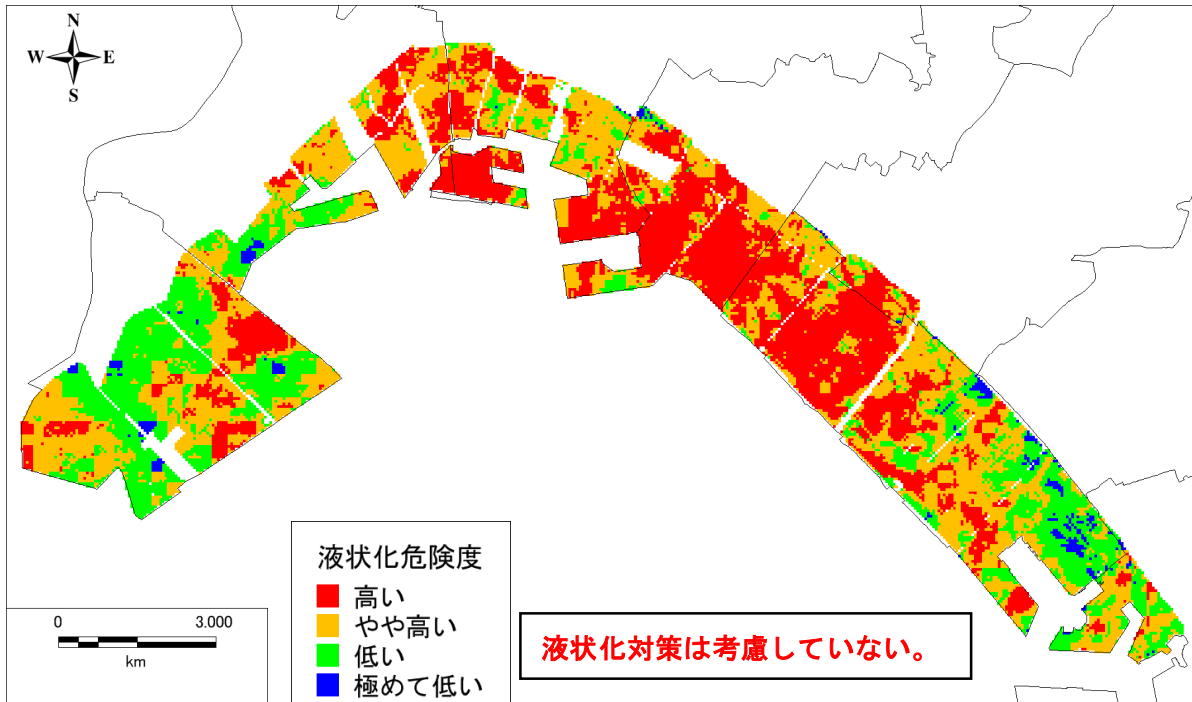 N
W E
S
液状化危険度
高い
やや高い
低い
極めて低い
0 3.000
km
液状化対策は考慮していない。